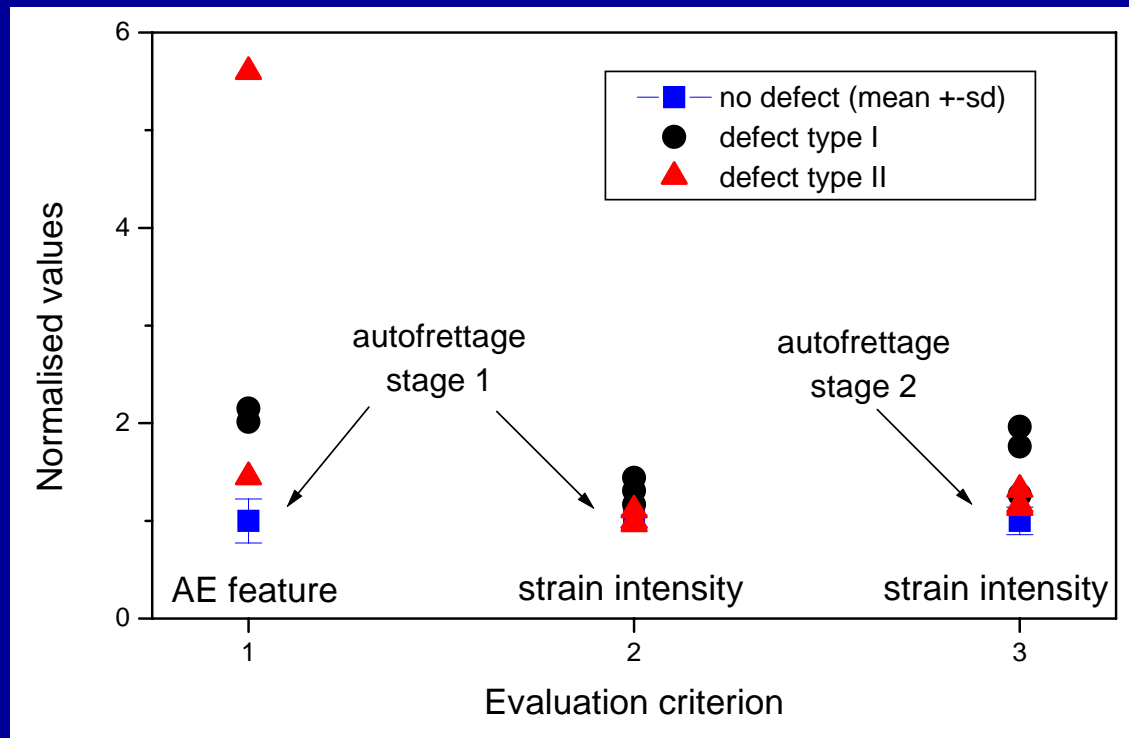 6
4
2
0
Normalised values
no defect (mean +-sd)
defect type I
defect type II
autofrettage
stage 1
autofrettage
stage 2
AE feature
strain intensity
strain intensity
1
2
3
Evaluation criterion